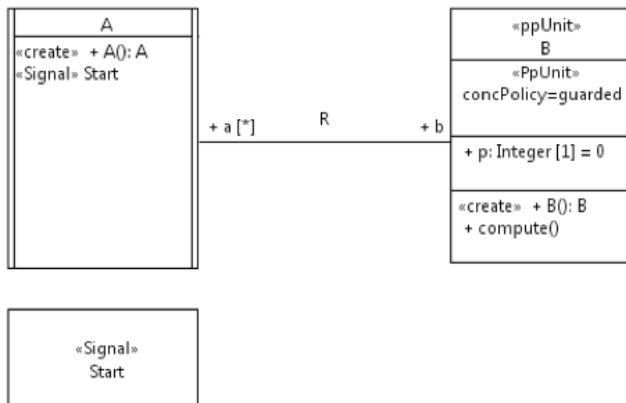 A
«create» + A(): A
«Signal» Start
+ a [*]
R
+ b
«ppUnit»
B
«PpUnit»
concPolicy=guarded
+ p: Integer [1] = 0
«create» + B(): B
+ compute()
«Signal»
Start